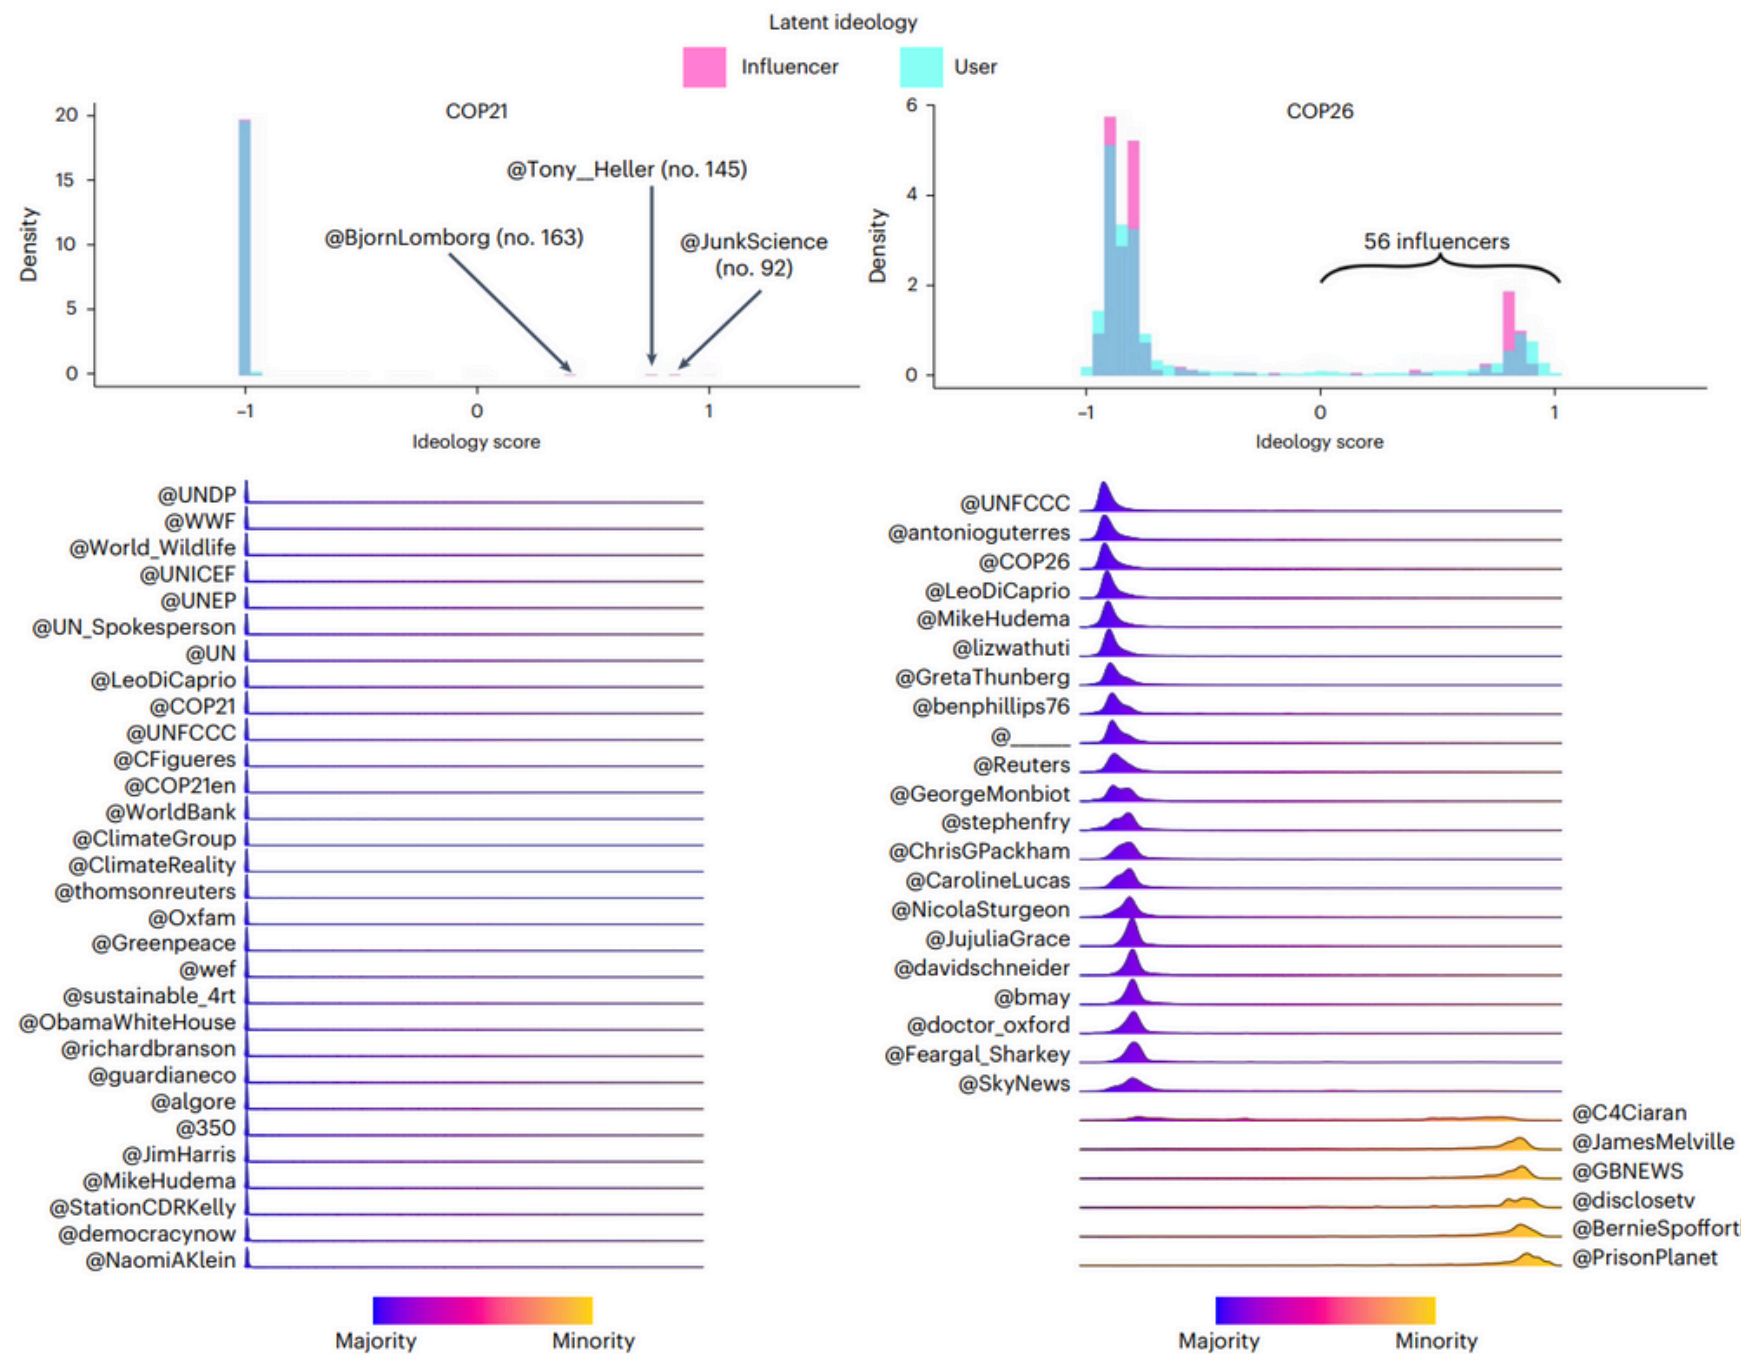 Latent ideology
Influencer
User
COP21
20
15
10
5
0
Density
@Tony__Heller (no. 145)
@BjornLomborg (no. 163)
@JunkScience
(no. 92)
−1
0
1
Ideology score
COP26
6
4
2
0
Density
56 influencers
−1
0
1
Ideology score
@UNDP
@WWF
@World_Wildlife
@UNICEF
@UNEP
@UN_Spokesperson
@UN
@LeoDiCaprio
@COP21
@UNFCCC
@CFigueres
@COP21en
@WorldBank
@ClimateGroup
@ClimateReality
@thomsonreuters
@Oxfam
@Greenpeace
@wef
@sustainable_4rt
@ObamaWhiteHouse
@richardbranson
@guardianeco
@algore
@350
@JimHarris
@MikeHudema
@StationCDRKelly
@democracynow
@NaomiAKlein
Majority
Minority
@UNFCCC
@antonioguterres
@COP26
@LeoDiCaprio
@MikeHudema
@lizwathuti
@GretaThunberg
@benphillips76
@______
@Reuters
@GeorgeMonbiot
@stephenfry
@ChrisGPackham
@CarolineLucas
@NicolaSturgeon
@JujuliaGrace
@davidschneider
@bmay
@doctor_oxford
@Feargal_Sharkey
@SkyNews
@C4Ciaran
@JamesMelville
@GBNEWS
@disclosetv
@BernieSpoffort
@PrisonPlanet
Majority
Minority